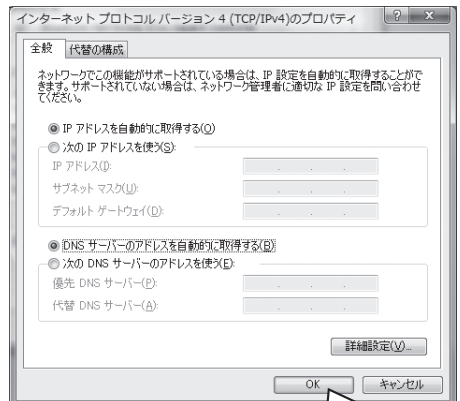 インターネット プロトコル バージョン 4 (TCP/IPv4)のプロパティ
? x
全般 代替の構成
ネットワークでこの機能がサポートされている場合は、IP 設定を自動的に取得することがで
きます。サポートされていない場合は、ネットワーク管理者に適切な IP 設定を問い合わせ
てください。
IP アドレスを自動的に取得する(O)
次の IP アドレスを使う(S):
IP アドレス(I):
サブネット マスク(U):
デフォルト ゲートウェイ(D):
DNS サーバーのアドレスを自動的に取得する(B)
次の DNS サーバーのアドレスを使う(E):
優先 DNS サーバー(P):
代替 DNS サーバー(A):
詳細設定(V)...
OK キャンセル